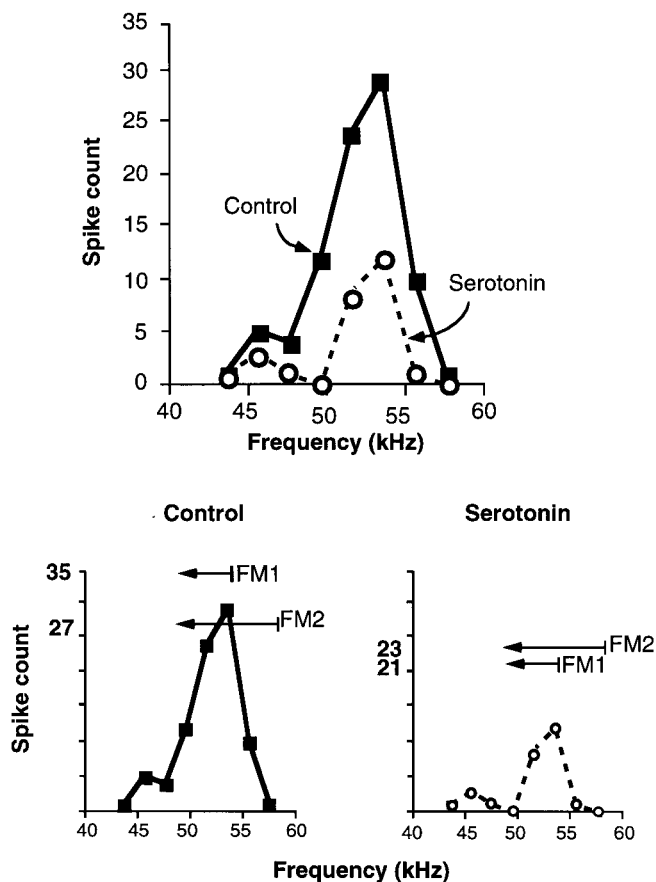 35
30
25
20
15
10
5
0
Spike count
Control
Serotonin
40 45 50 55 60
Frequency (kHz)
Control Serotonin
35
27
Spike count
FM1
FM2
40 45 50 55 60
23
21
FM2
FM1
40 45 50 55 60
Frequency (kHz)